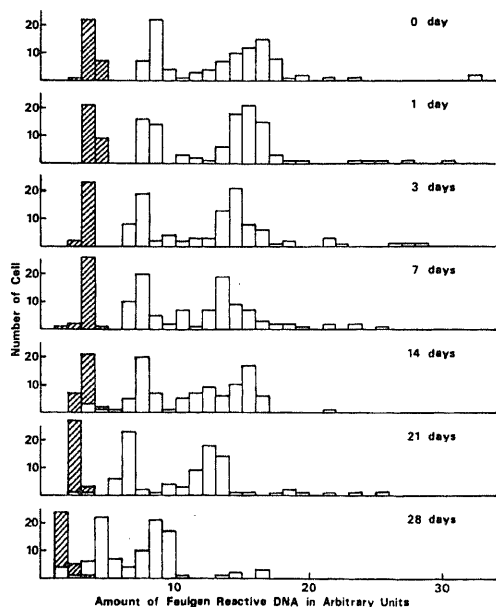 0 day
20
10
1 day
20
10
3 days
20
10
Number of Cell
7 days
20
10
14 days
20
10
21 days
20
10
28 days
20
10
10
20
30
Amount of Feulgen Reactive DNA in Arbitrary Units